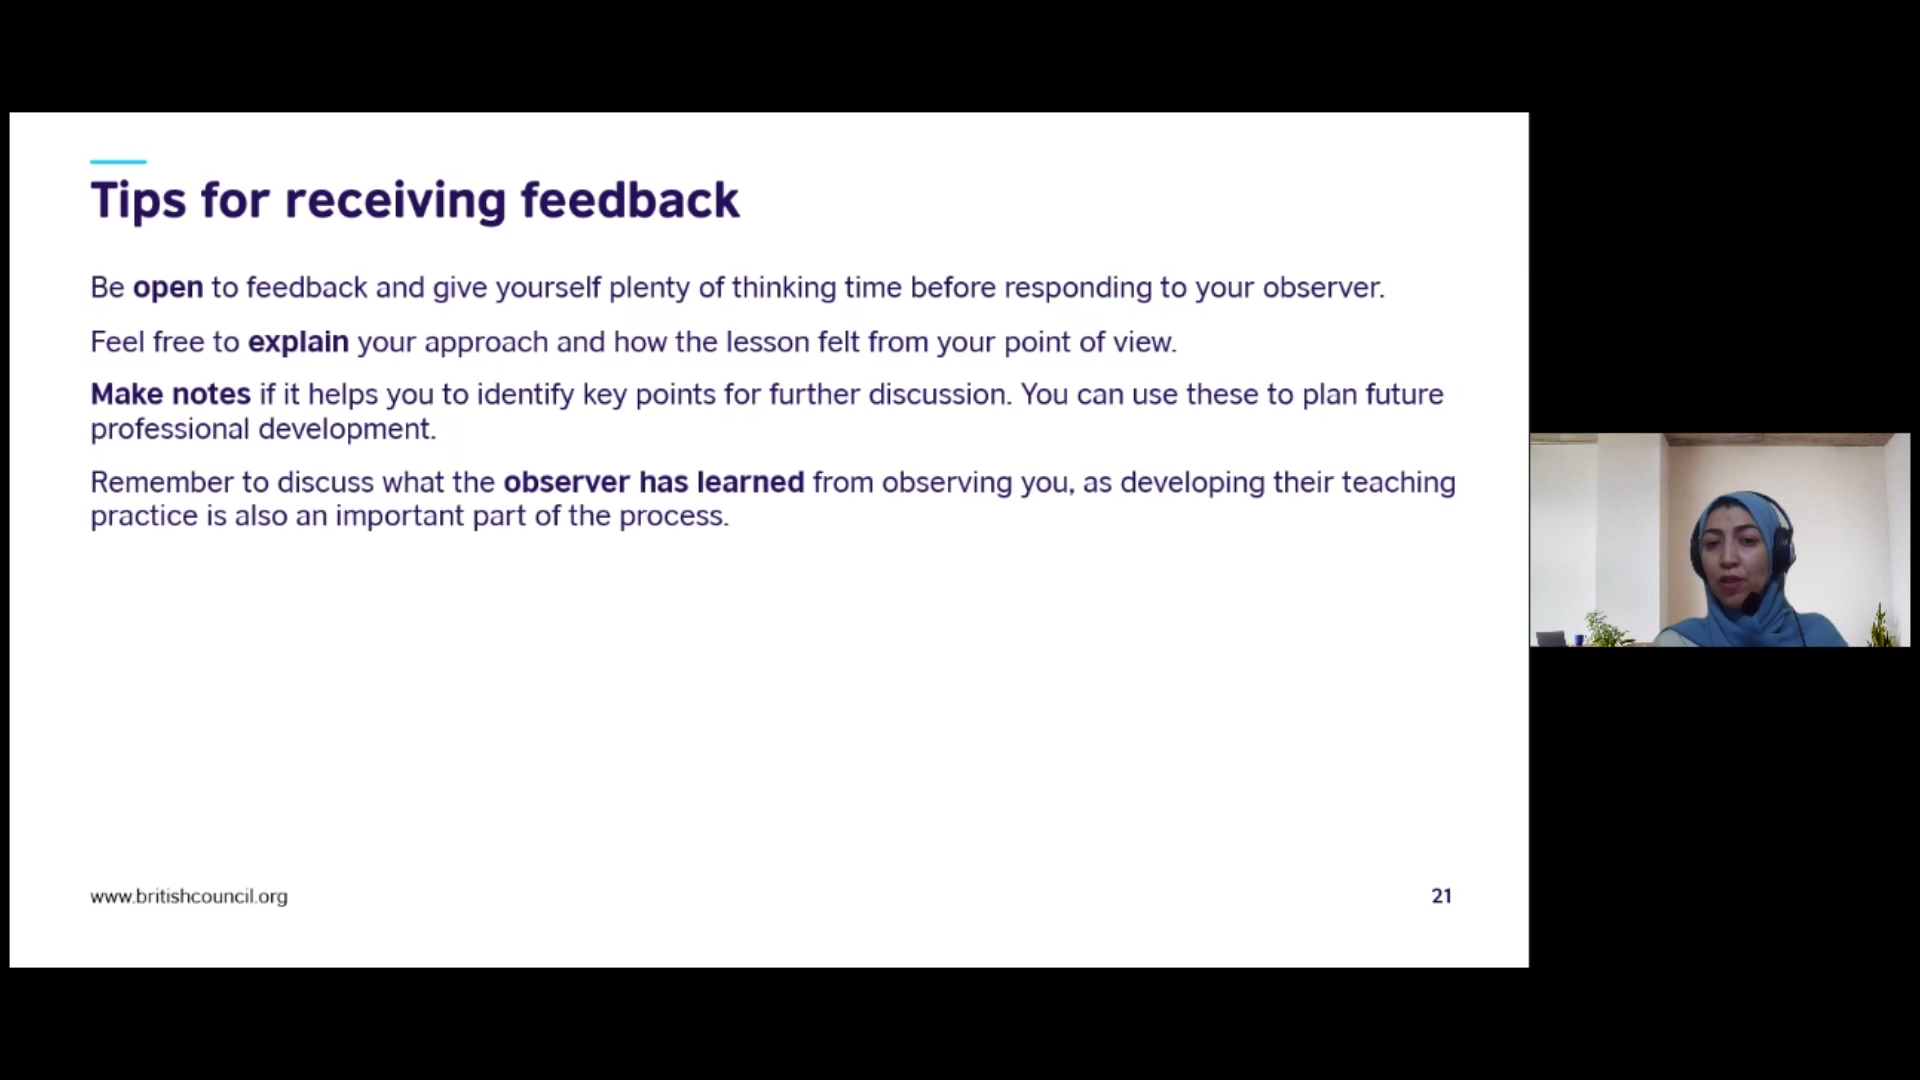 Tips for receiving feedback
Be open to feedback and give yourself plenty of thinking time before responding to your observer.
Feel free to explain your approach and how the lesson felt from your point of view.
Make notes if it helps you to identify key points for further discussion. You can use these to plan future
professional development.
Remember to discuss what the observer has learned from observing you, as developing their teaching
practice is also an important part of the process.
www.britishcouncil.org
21